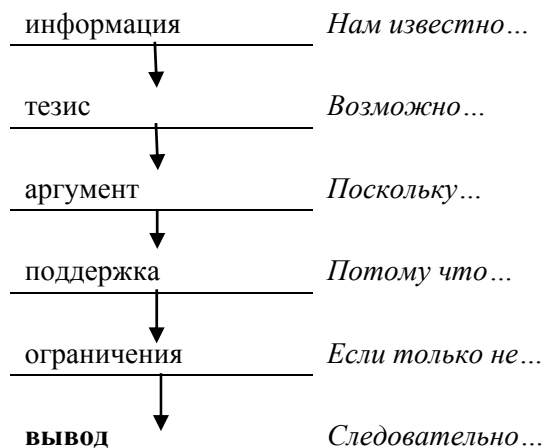 информация Нам известно…
тезис Возможно…
аргумент Поскольку…
поддержка Потому что…
ограничения Если только не…
вывод Следовательно…